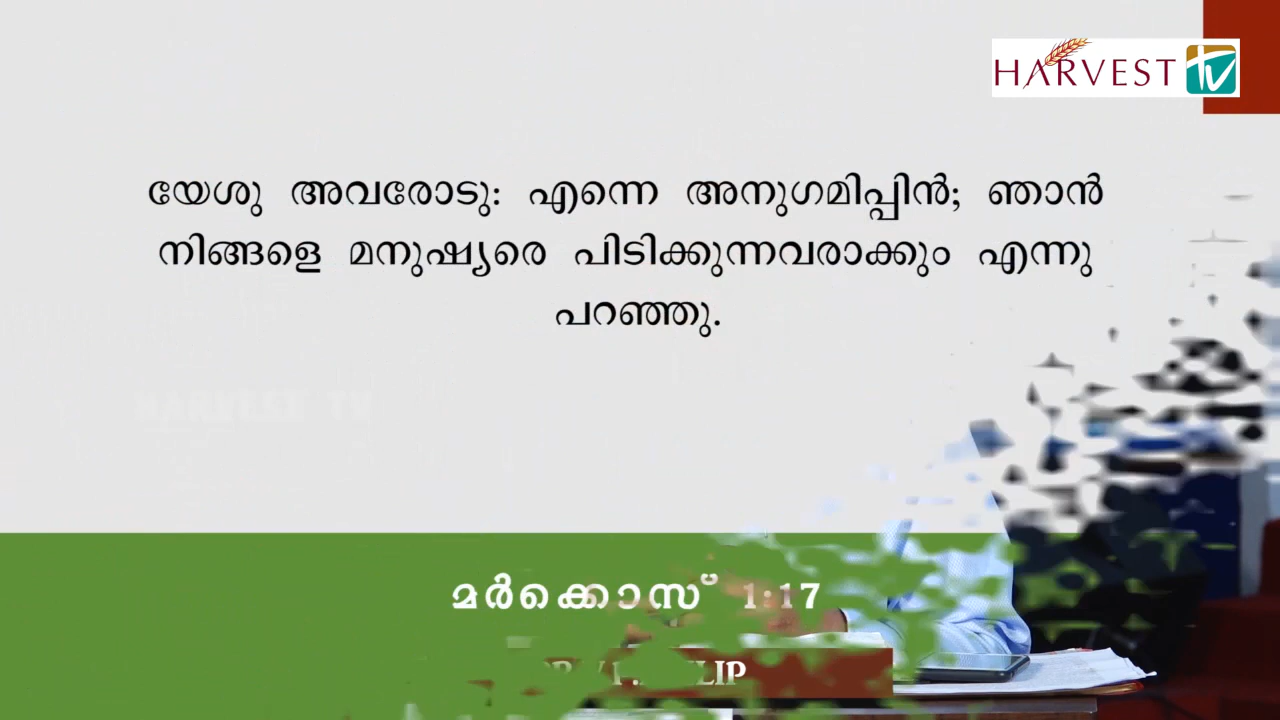 HARVEST TV
യേശു അവരോടു: എന്നെ അനുഗമിപ്പിൻ; ഞാൻ
നിങ്ങളെ മനുഷ്യരെ പിടിക്കുന്നവരാക്കും എന്നു
പറഞ്ഞു.
മർക്കൊസ് 1:17